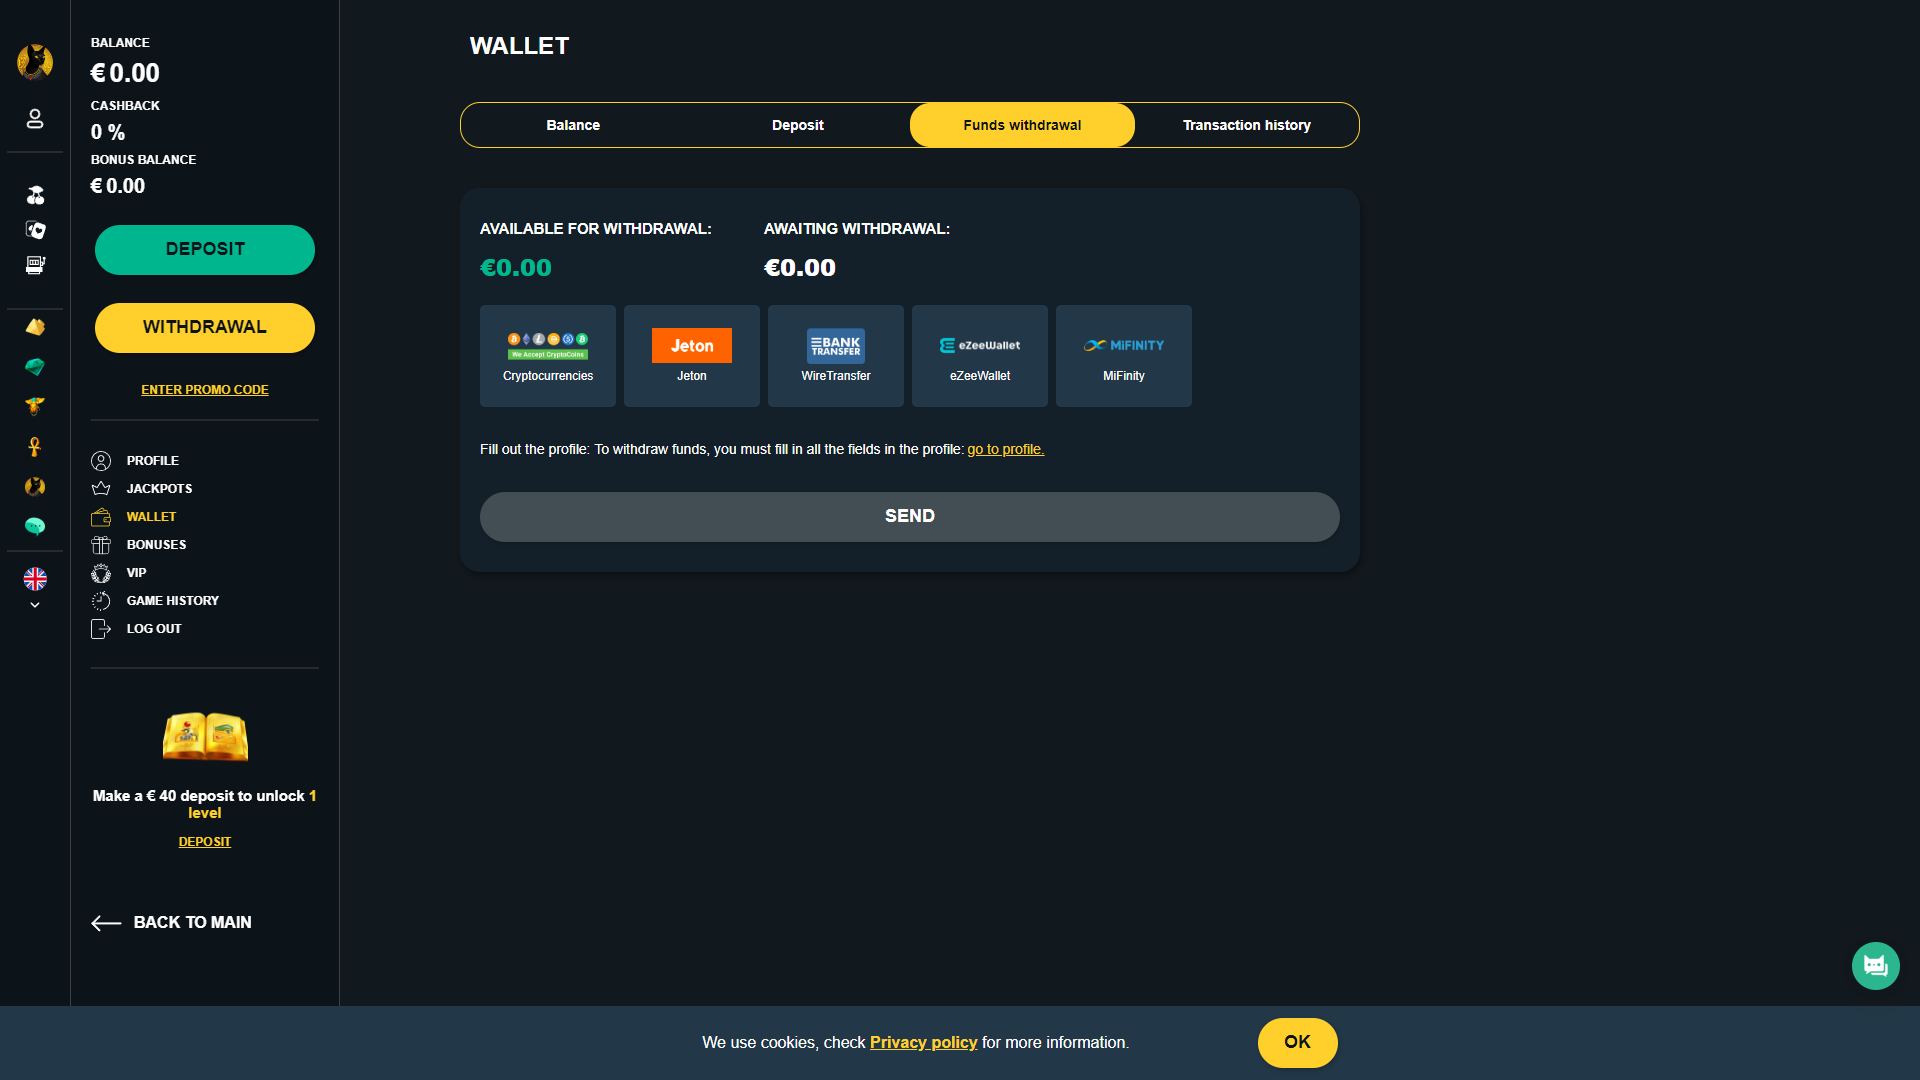 BALANCE
€ 0.00
CASHBACK
0 %
BONUS BALANCE
€ 0.00
DEPOSIT
WITHDRAWAL
ENTER PROMO CODE
PROFILE
JACKPOTS
WALLET
BONUSES
VIP
GAME HISTORY
LOG OUT
Make a € 40 deposit to unlock 1
level
DEPOSIT
BACK TO MAIN
WALLET
Balance
Deposit
Funds withdrawal
Transaction history
AVAILABLE FOR WITHDRAWAL:
€0.00
AWAITING WITHDRAWAL:
€0.00
We Accept CryptoCoins
Cryptocurrencies
Jeton
Jeton
BANK
TRANSFER
WireTransfer
eZeeWallet
eZeeWallet
MiFINITY
MiFinity
Fill out the profile: To withdraw funds, you must fill in all the fields in the profile: go to profile.
SEND
We use cookies, check Privacy policy for more information.
OK